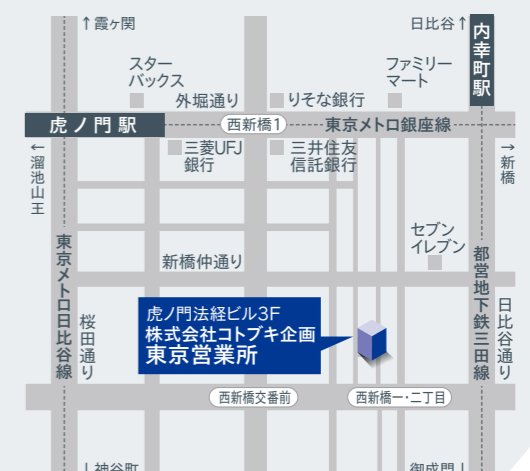 ↑霞ヶ関
日比谷↑
内幸町駅
スター
バックス
ファミリー
マート
外堀通り
りそな銀行
虎ノ門駅
西新橋1
東京メトロ銀座線
←溜池山王
三菱UFJ
銀行
三井住友
信託銀行
→新橋
セブン
イレブン
新橋仲通り
東京メトロ日比谷線
桜田通り
都営地下鉄三田線
日比谷通り
虎ノ門法経ビル3F
株式会社コトブキ企画
東京営業所
西新橋交番前
西新橋一・二丁目
↓神谷町
御成門↓